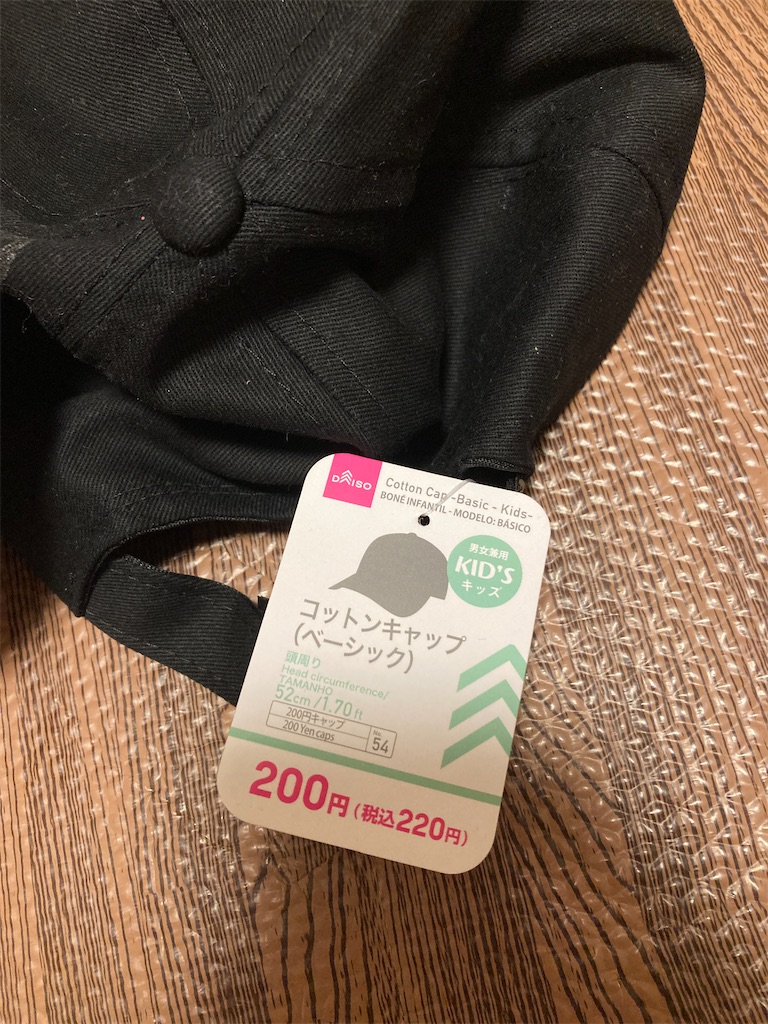 DAISO
Cotton Cap -Basic - Kids-
BONÉ INFANTIL - MODELO: BÁSICO
男女兼用
KID'S
キッズ
コットンキャップ
(ベーシック)
頭周り
Head circumference/
TAMANHO
52cm /1.70 ft
200円キャップ
200 Yen caps
No.
54
200円 (税込220円)